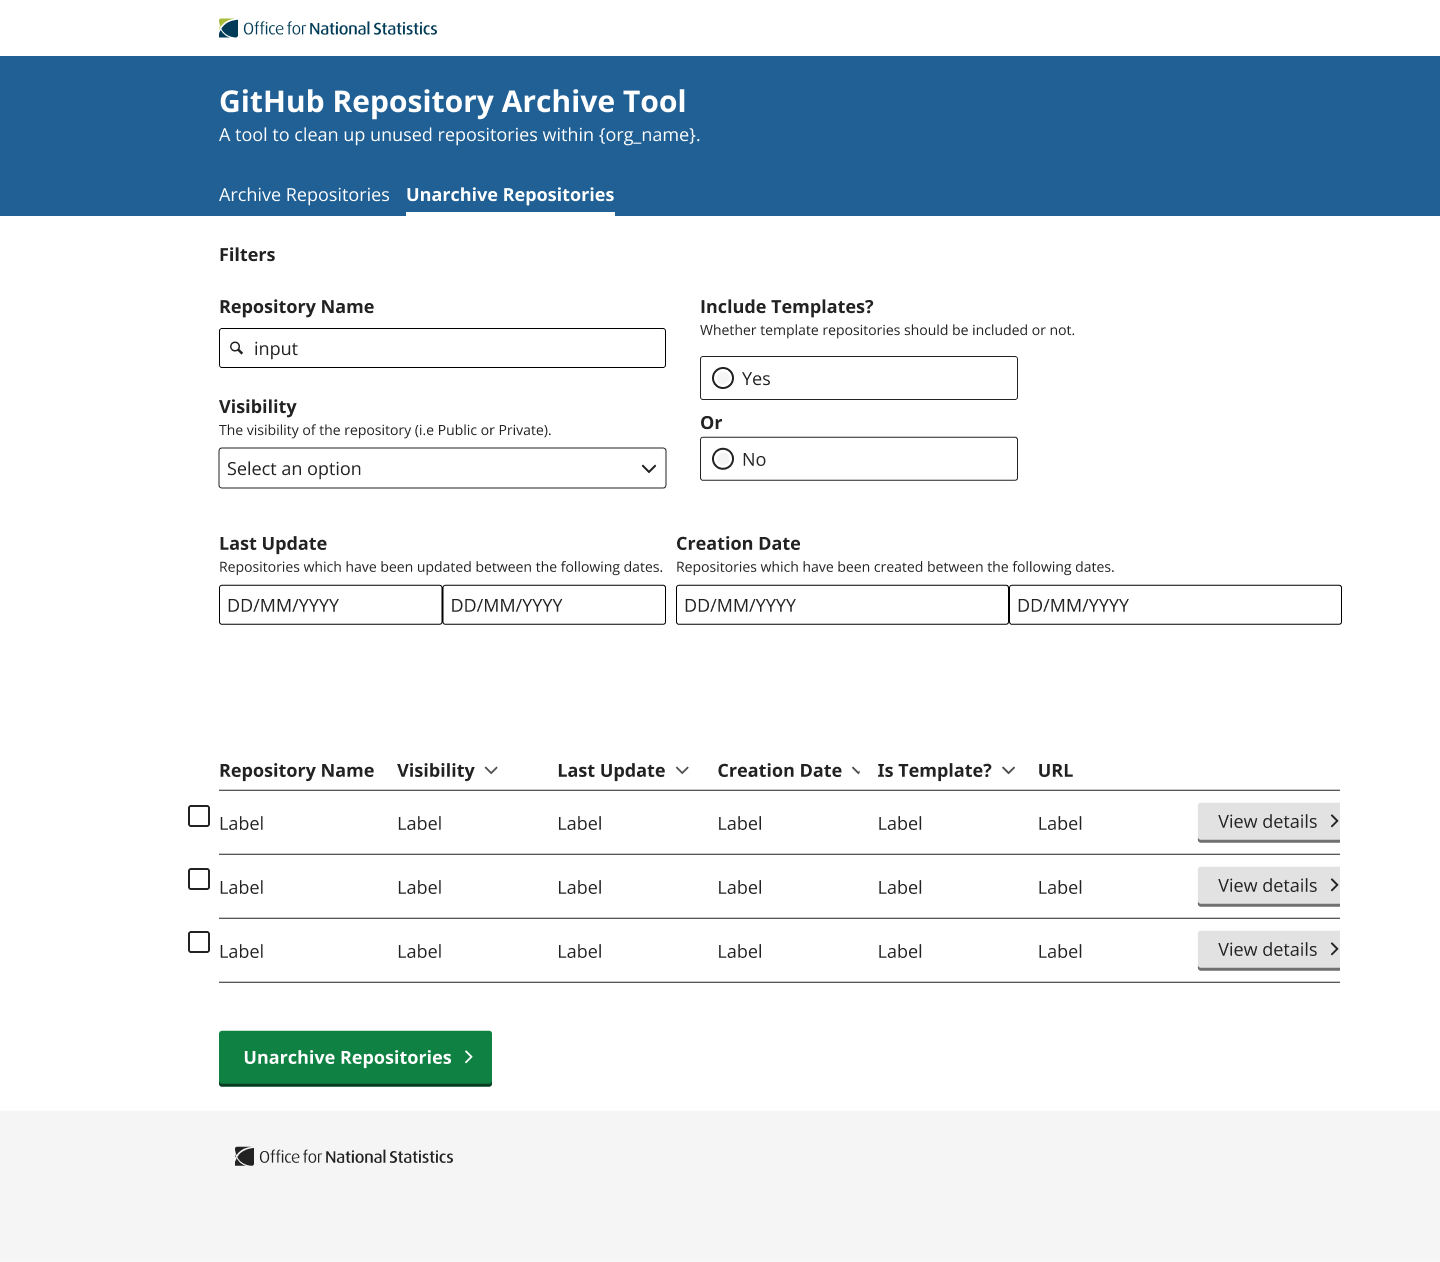 Office for National Statistics
GitHub Repository Archive Tool
A tool to clean up unused repositories within {org_name}.
Archive Repositories Unarchive Repositories
Filters
Repository Name
input
Visibility
The visibility of the repository (i.e Public or Private).
Select an option
Include Templates?
Whether template repositories should be included or not.
Yes
Or
No
Last Update
Repositories which have been updated between the following dates.
DD/MM/YYYY DD/MM/YYYY
Creation Date
Repositories which have been created between the following dates.
DD/MM/YYYY DD/MM/YYYY
Repository Name Visibility Last Update Creation Date Is Template? URL
Label Label Label Label Label Label View details
Label Label Label Label Label Label View details
Label Label Label Label Label Label View details
Unarchive Repositories
Office for National Statistics